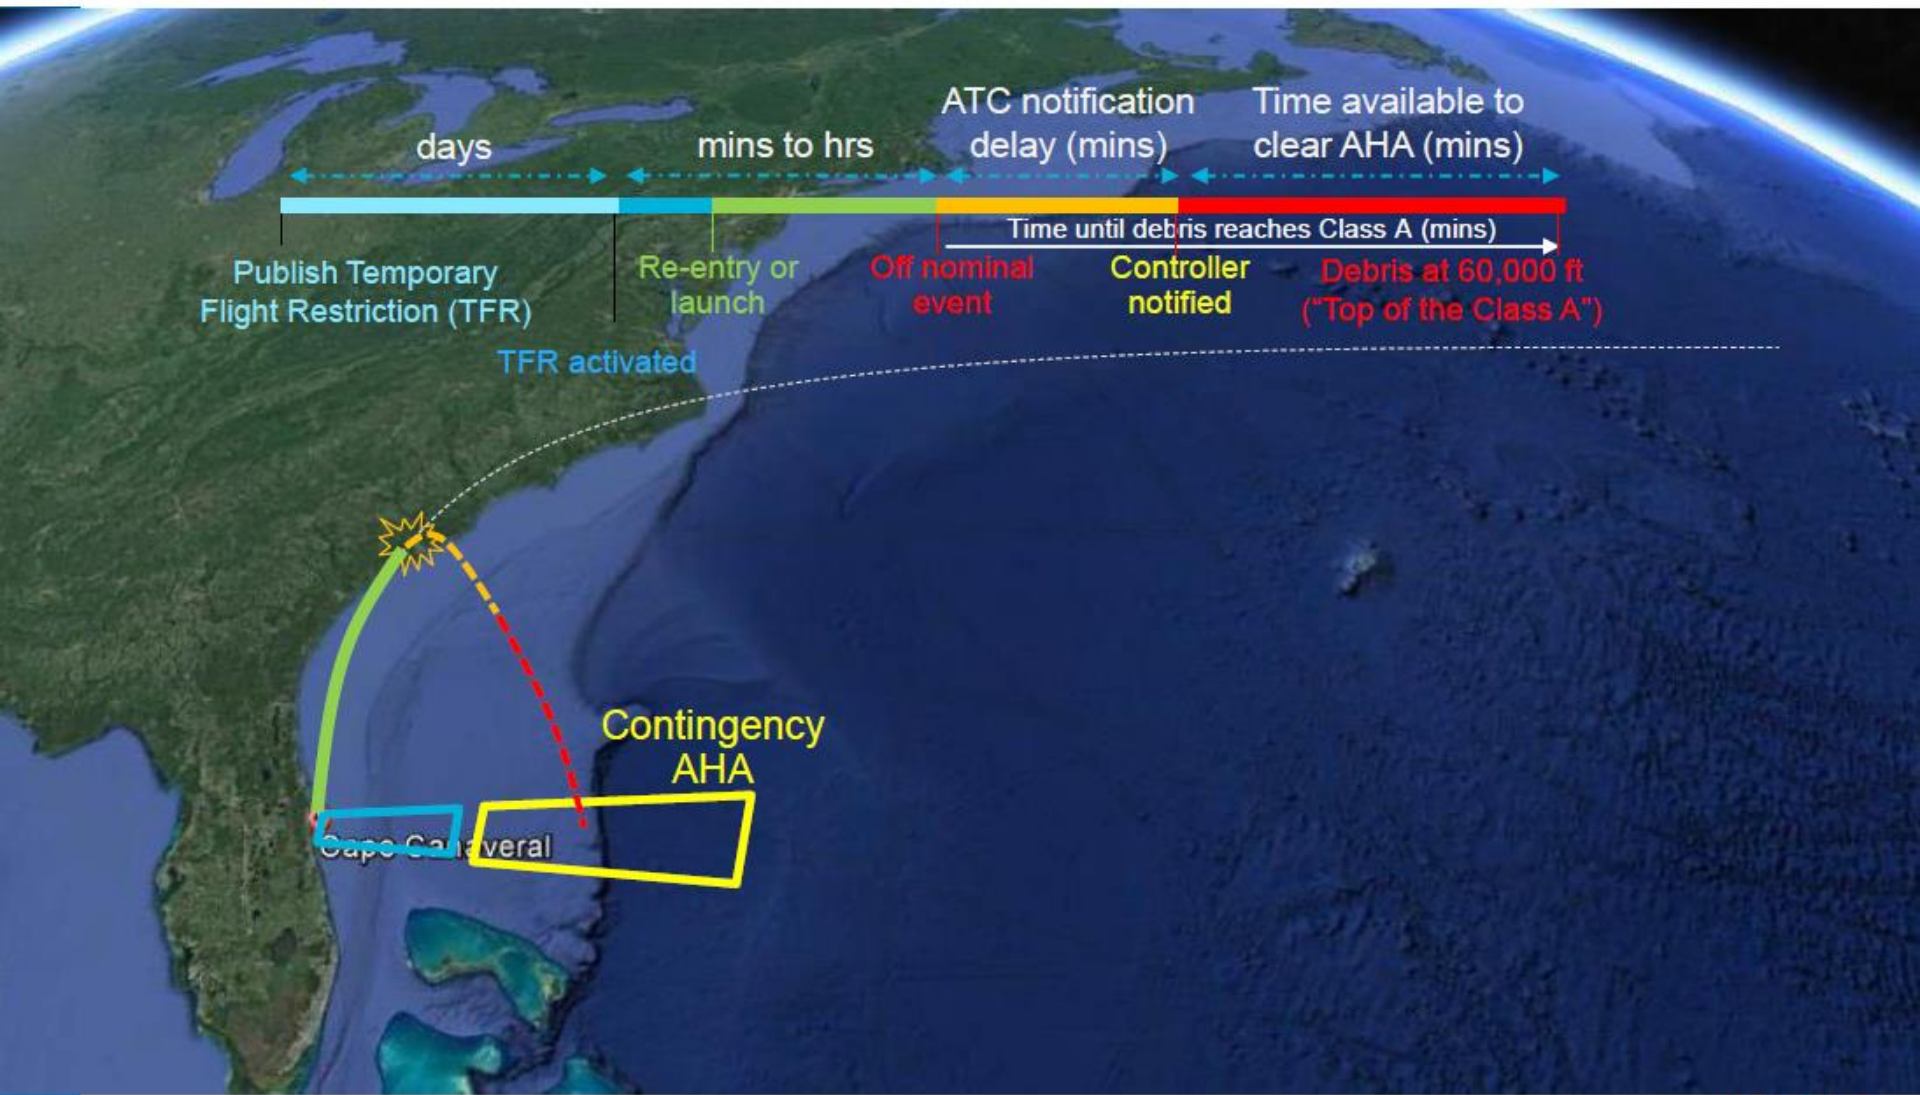 days
mins to hrs
ATC notification
delay (mins)
Time available to
clear AHA (mins)
Time until debris reaches Class A (mins)
Publish Temporary
Flight Restriction (TFR)
TFR activated
Re-entry or
launch
Off nominal
event
Controller
notified
Debris at 60,000 ft
("Top of the Class A")
Contingency
AHA
Cape Canaveral